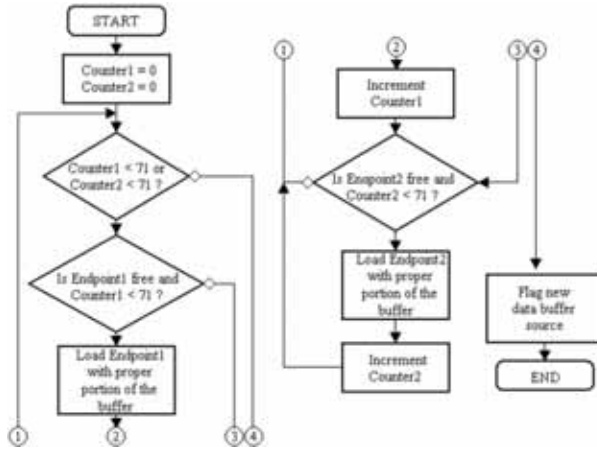 START
Counter1 = 0
Counter2 = 0
Counter1 < 71 or
Counter2 < 71 ?
Is Endpoint1 free and
Counter1 < 71 ?
Load Endpoint1
with proper
portion of the
buffer
1
2
3
4
1
2
3
4
Increment
Counter1
Is Enopoint2 free and
Counter2 < 71 ?
Load Endpoint2
with proper
portion of the
buffer
Increment
Counter2
Flag new
data buffer
source
END